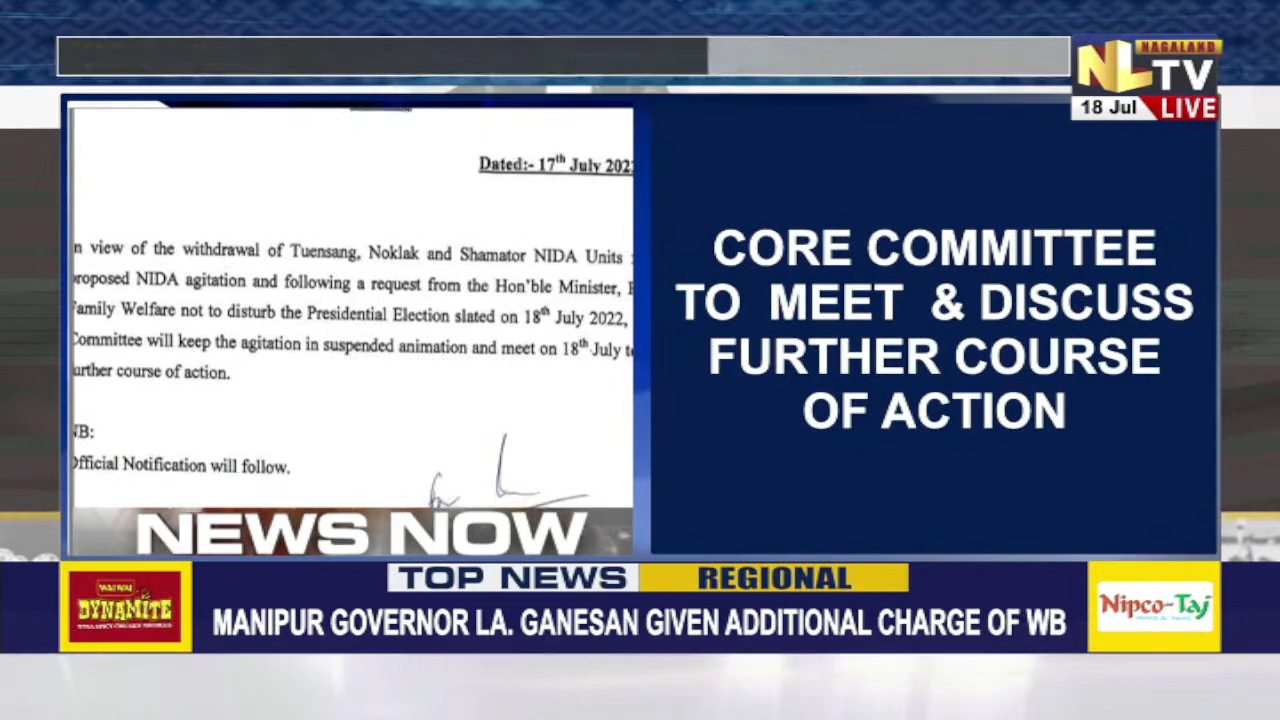 NAGALAND
NLTV
18 Jul LIVE
Dated:- 17th July 202
n view of the withdrawal of Tuensang, Noklak and Shamator NIDA Units
proposed NIDA agitation and following a request from the Hon'ble Minister,
Family Welfare not to disturb the Presidential Election slated on 18th July 2022,
Committee will keep the agitation in suspended animation and meet on 18th July
urther course of action.
NB:
Official Notification will follow.
NEWS NOW
CORE COMMITTEE
TO MEET & DISCUSS
FURTHER COURSE
OF ACTION
TOP NEWS REGIONAL
WAI WAI
DYNAMITE
MANIPUR GOVERNOR LA. GANESAN GIVEN ADDITIONAL CHARGE OF WB
Nipco-Taj